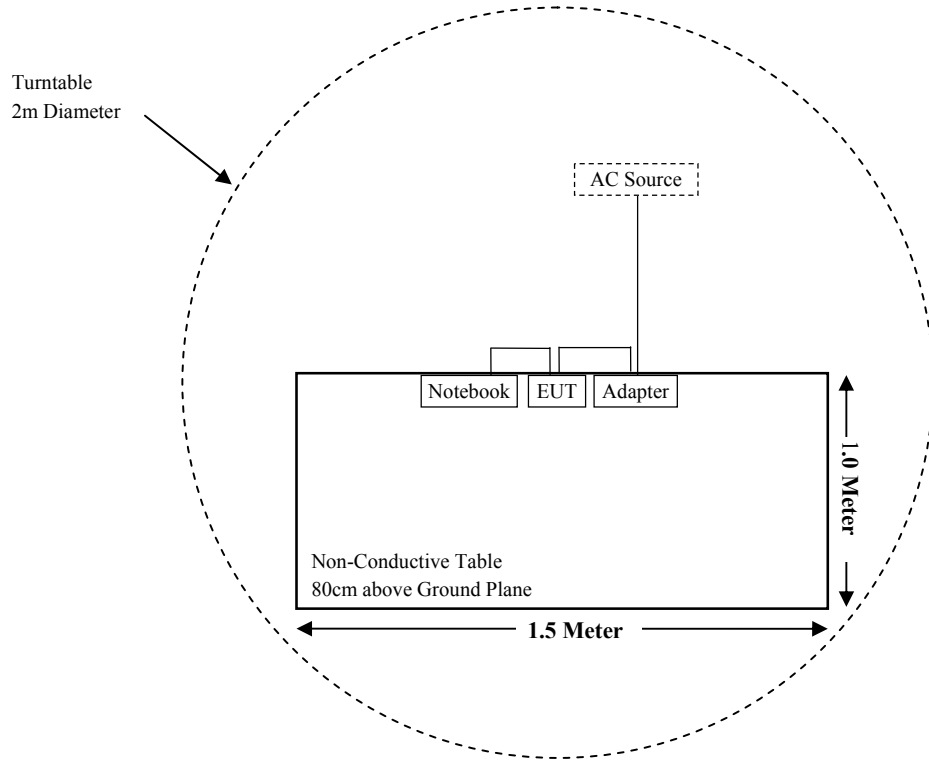 Turntable
2m Diameter
AC Source
Notebook
EUT
Adapter
1.0 Meter
Non-Conductive Table
80cm above Ground Plane
1.5 Meter